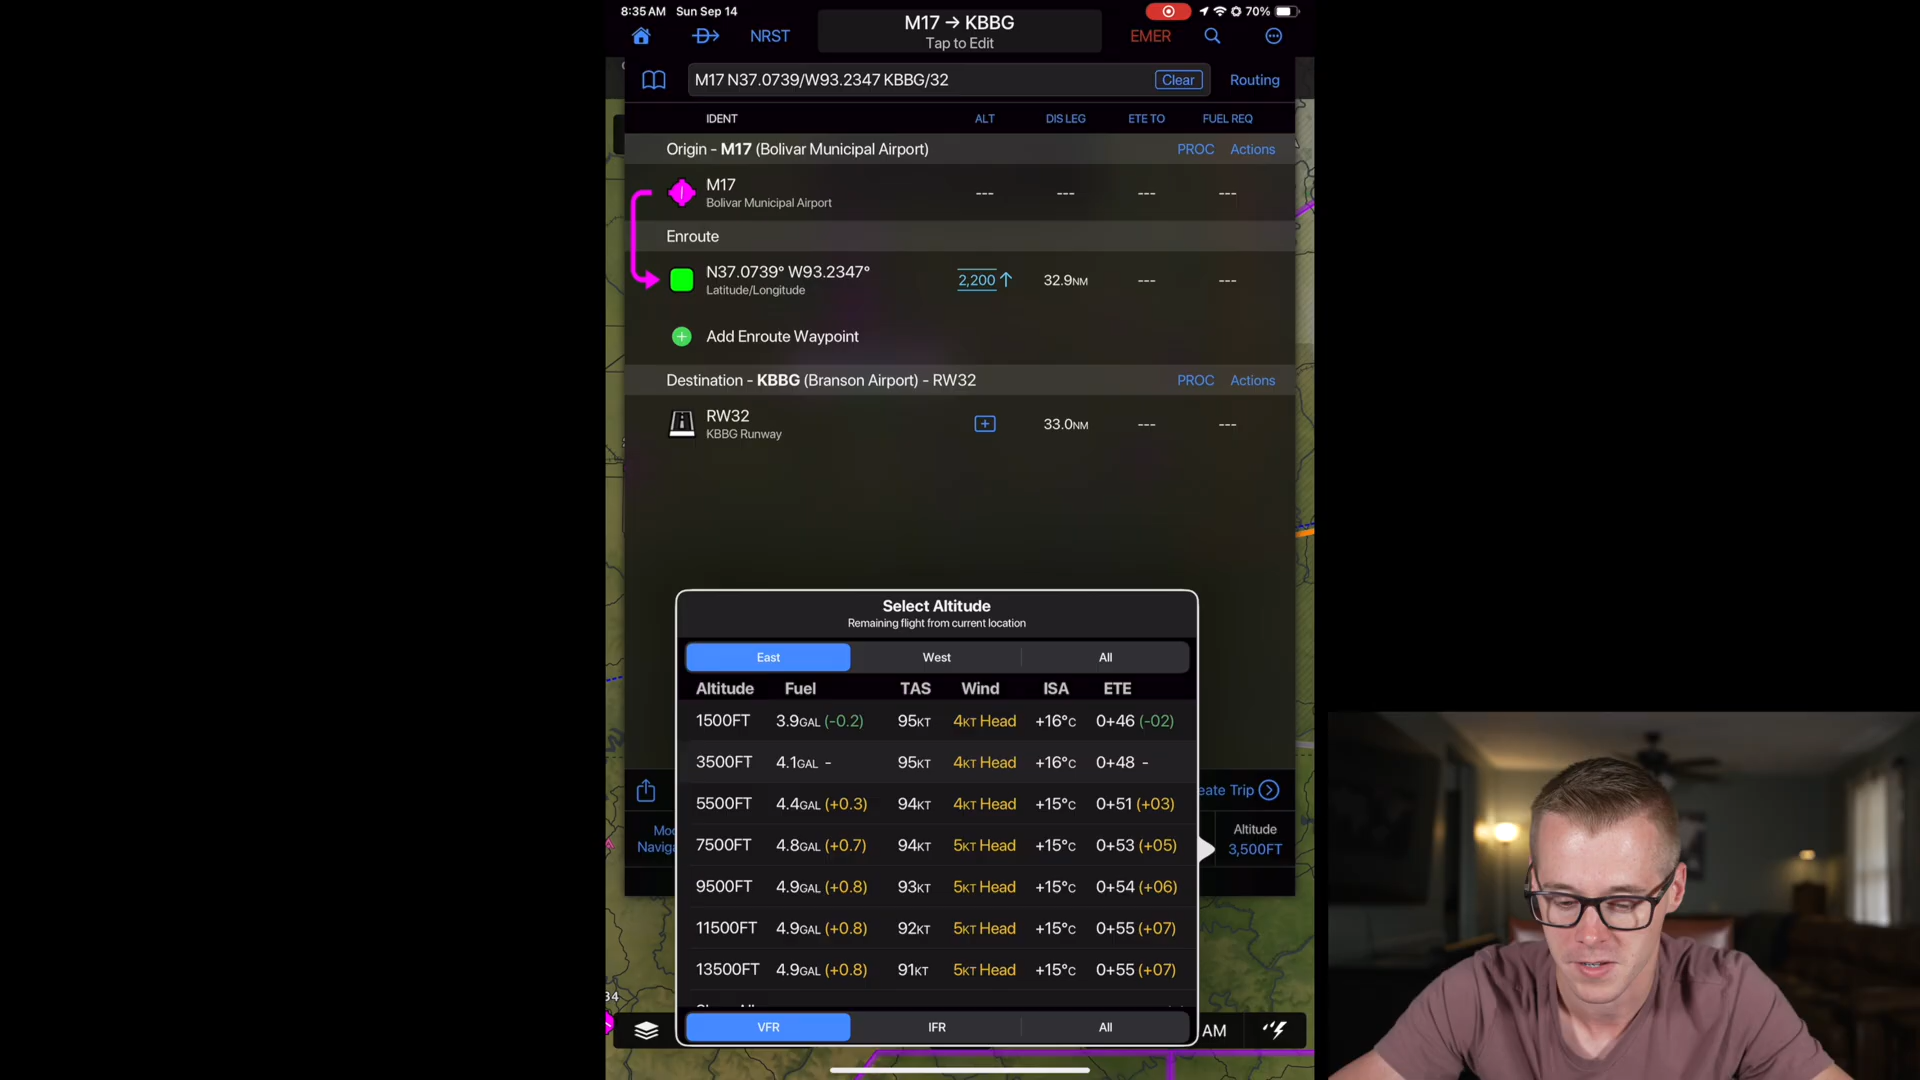 8:35 AM Sun Sep 14
70%
NRST
M17 → KBBG
Tap to Edit
EMER
M17 N37.0739/W93.2347 KBBG/32
Clear
Routing
IDENT ALT DIS LEG ETE TO FUEL REQ
Origin - M17 (Bolivar Municipal Airport) PROC Actions
M17 --- --- --- ---
Bolivar Municipal Airport
Enroute
N37.0739° W93.2347° 2,200 ↑ 32.9NM --- ---
Latitude/Longitude
Add Enroute Waypoint
Destination - KBBG (Branson Airport) - RW32 PROC Actions
RW32 33.0NM --- ---
KBBG Runway
Select Altitude
Remaining flight from current location
East West All
Altitude Fuel TAS Wind ISA ETE
1500FT 3.9GAL (-0.2) 95KT 4KT Head +16°C 0+46 (-02)
3500FT 4.1GAL - 95KT 4KT Head +16°C 0+48 -
5500FT 4.4GAL (+0.3) 94KT 4KT Head +15°C 0+51 (+03)
7500FT 4.8GAL (+0.7) 94KT 5KT Head +15°C 0+53 (+05)
9500FT 4.9GAL (+0.8) 93KT 5KT Head +15°C 0+54 (+06)
11500FT 4.9GAL (+0.8) 92KT 5KT Head +15°C 0+55 (+07)
13500FT 4.9GAL (+0.8) 91KT 5KT Head +15°C 0+55 (+07)
VFR IFR All
eate Trip
Altitude
3,500FT
Mo
Naviga
34
AM